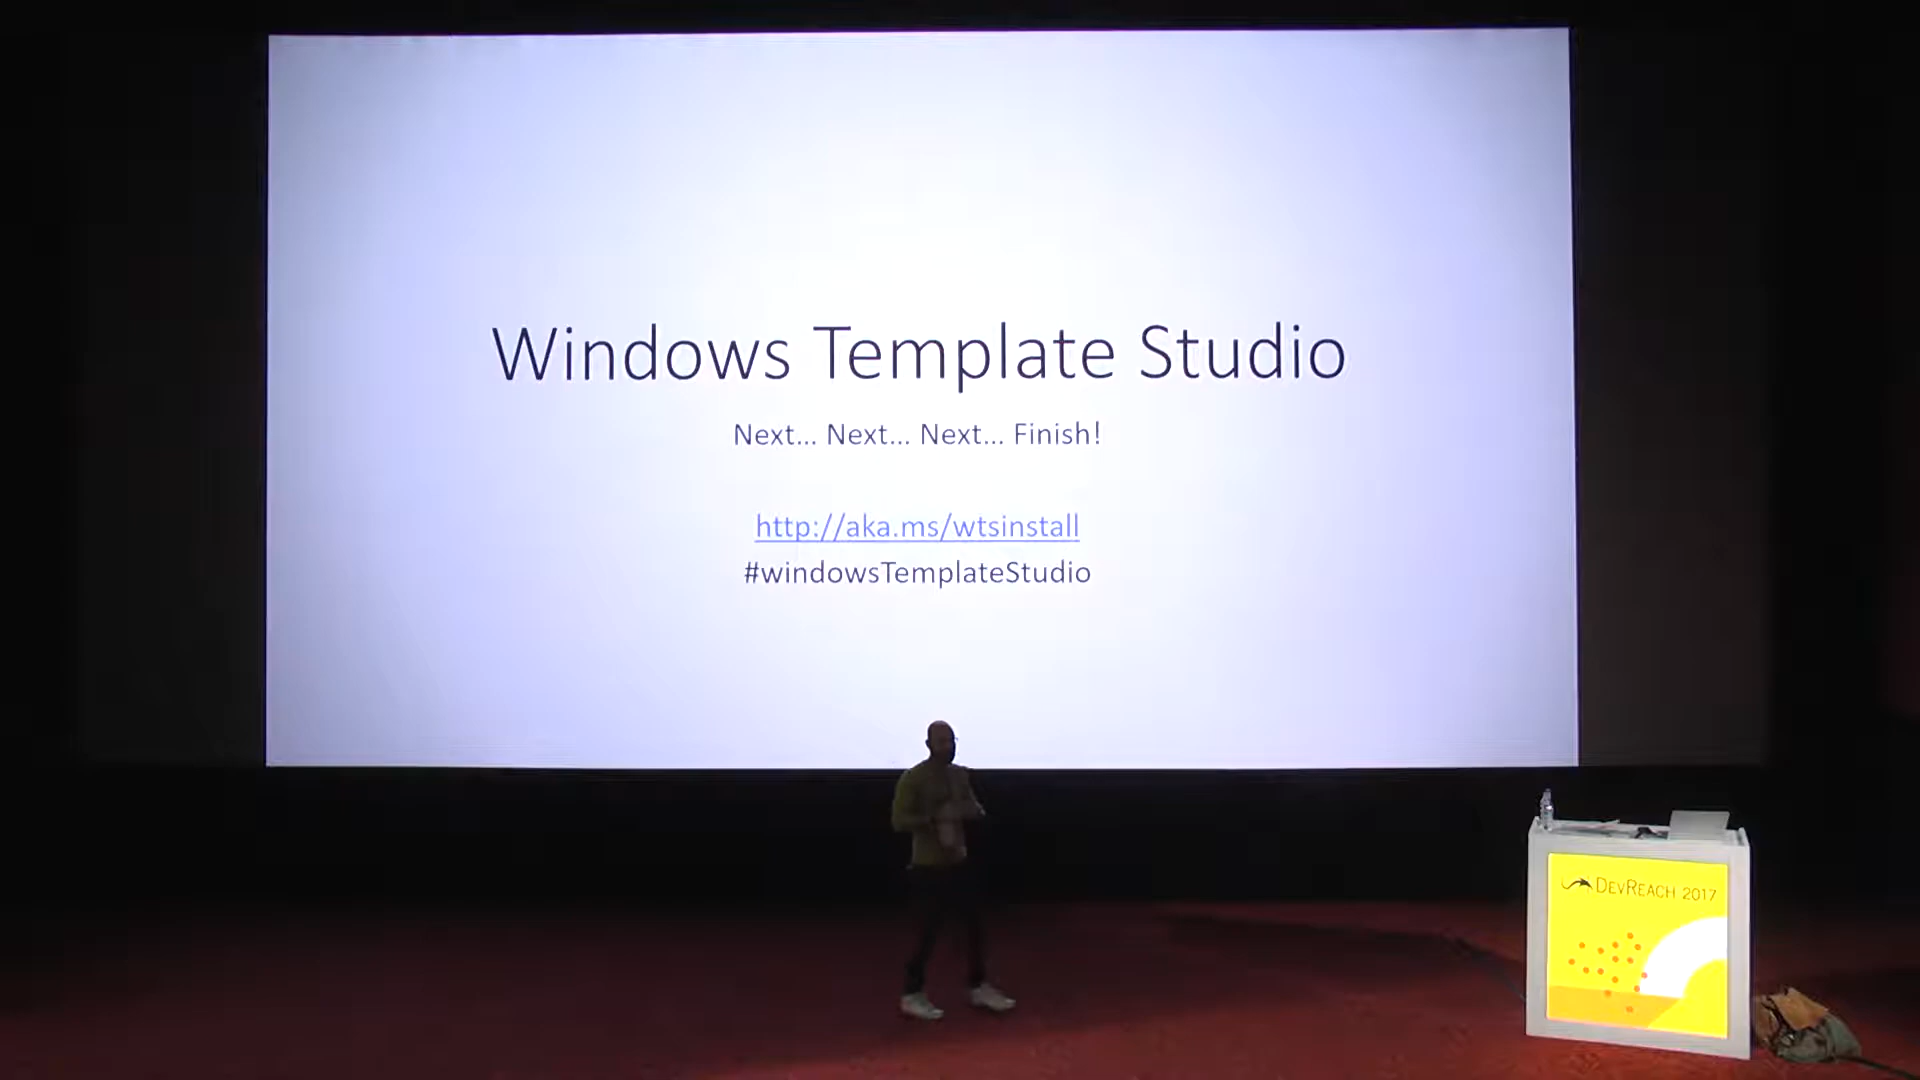 Windows Template Studio
Next... Next... Next... Finish!
http://aka.ms/wtsinstall
#windowsTemplateStudio
DEVREACH 2017